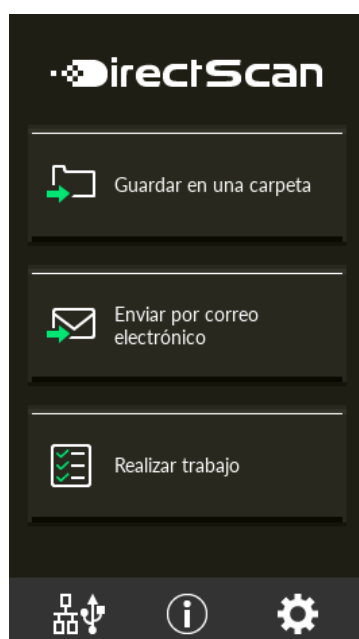 DirectScan
Guardar en una carpeta
Enviar por correo
electrónico
Realizar trabajo